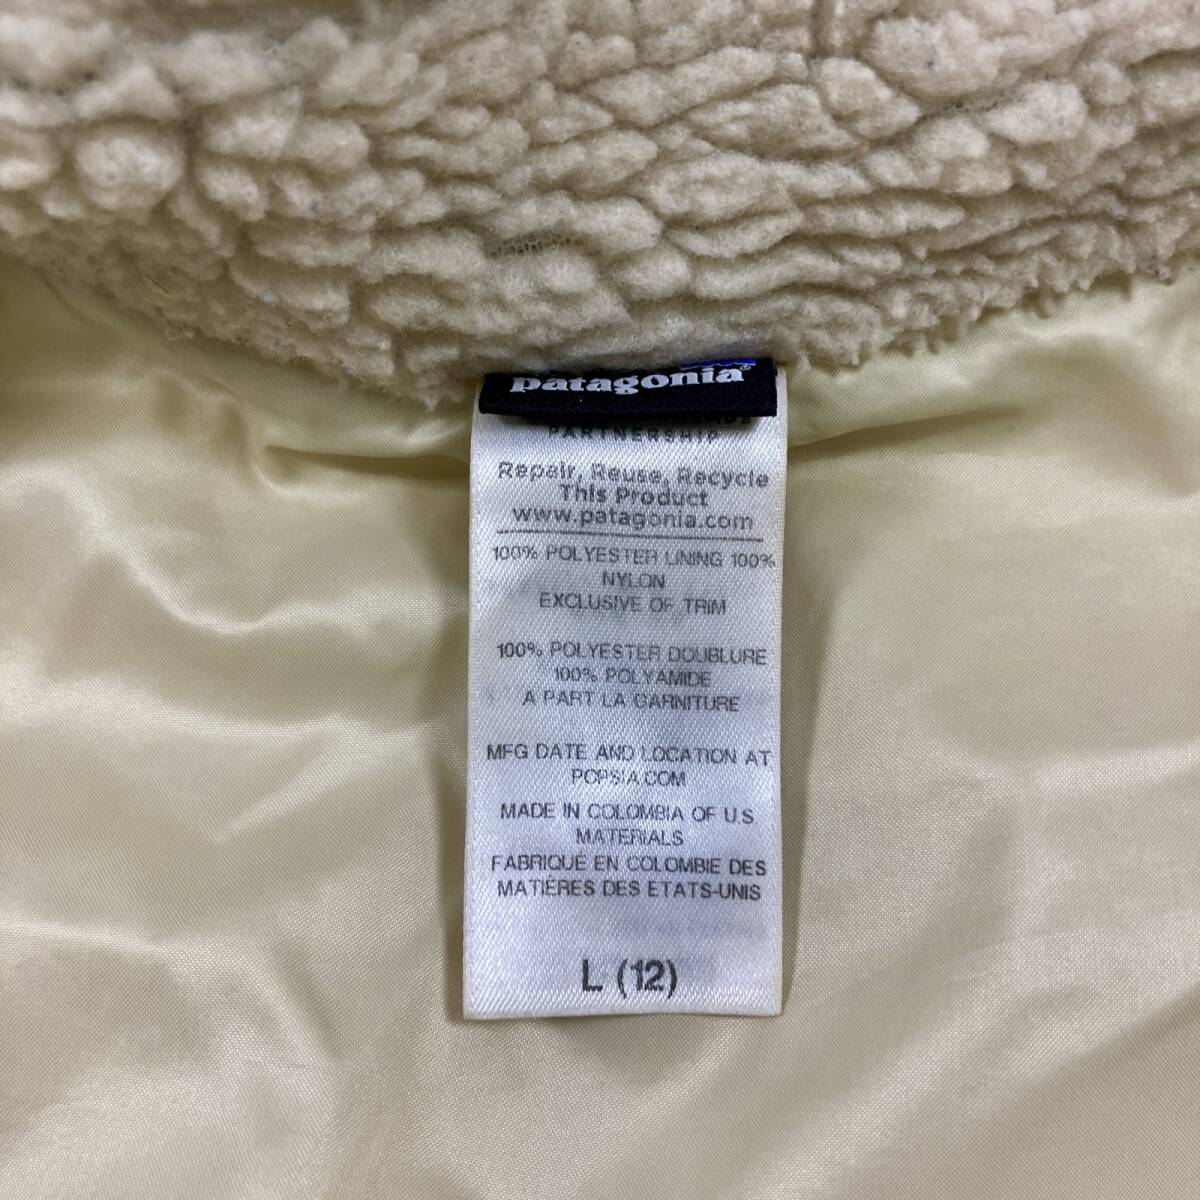 patagonia®
PARTNERSHIP
Repair, Reuse, Recycle
This Product
www.patagonia.com
100% POLYESTER LINING 100%
NYLON
EXCLUSIVE OF TRIM
100% POLYESTER DOUBLURE
100% POLYAMIDE
A PART LA GARNITURE
MFG DATE AND LOCATION AT
POPSIA.COM
MADE IN COLOMBIA OF U.S.
MATERIALS
FABRIQUÉ EN COLOMBIE DES
MATIÈRES DES ETATS-UNIS
L (12)